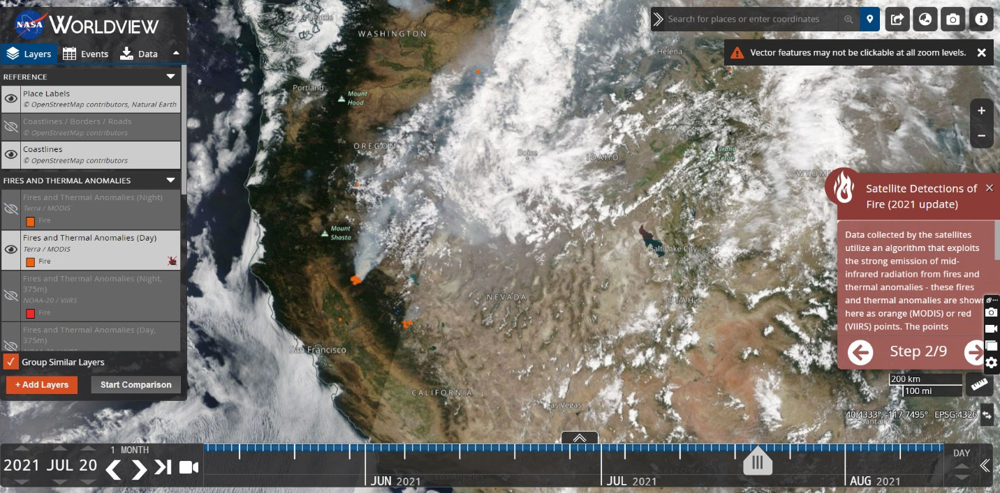 NASA WORLDVIEW
Layers
Events
Data
REFERENCE
Place Labels
© OpenStreetMap contributors, Natural Earth
Coastlines / Borders / Roads
© OpenStreetMap contributors
Coastlines
© OpenStreetMap contributors
FIRES AND THERMAL ANOMALIES
Fires and Thermal Anomalies (Night)
Terra / MODIS
Fire
Fires and Thermal Anomalies (Day)
Terra / MODIS
Fire
Fires and Thermal Anomalies (Night,
375m)
NOAA-20 / VIIRS
Fire
Fires and Thermal Anomalies (Day,
375m)
NOAA-20 / VIIRS
Group Similar Layers
+ Add Layers
Start Comparison
Seattle
WASHINGTON
Helena
Portland
Mount
Hood
OREGON
Boise
IDAHO
Grand
Teton
Mount
Shasta
Salt Lake City
NEVADA
UTAH
San Francisco
CALIFORNIA
Las Vegas
Los Angeles
Search for places or enter coordinates
Vector features may not be clickable at all zoom levels.
+
−
Satellite Detections of
Fire (2021 update)
Data collected by the satellites
utilize an algorithm that exploits
the strong emission of mid-
infrared radiation from fires and
thermal anomalies - these fires
and thermal anomalies are shown
here as orange (MODIS) or red
(VIIRS) points. The points
Step 2/9
200 km
100 mi
40.4333°, -117.7495° EPSG:4326
2021 JUL 20
1 MONTH
JUN 2021
JUL 2021
AUG 2021
DAY